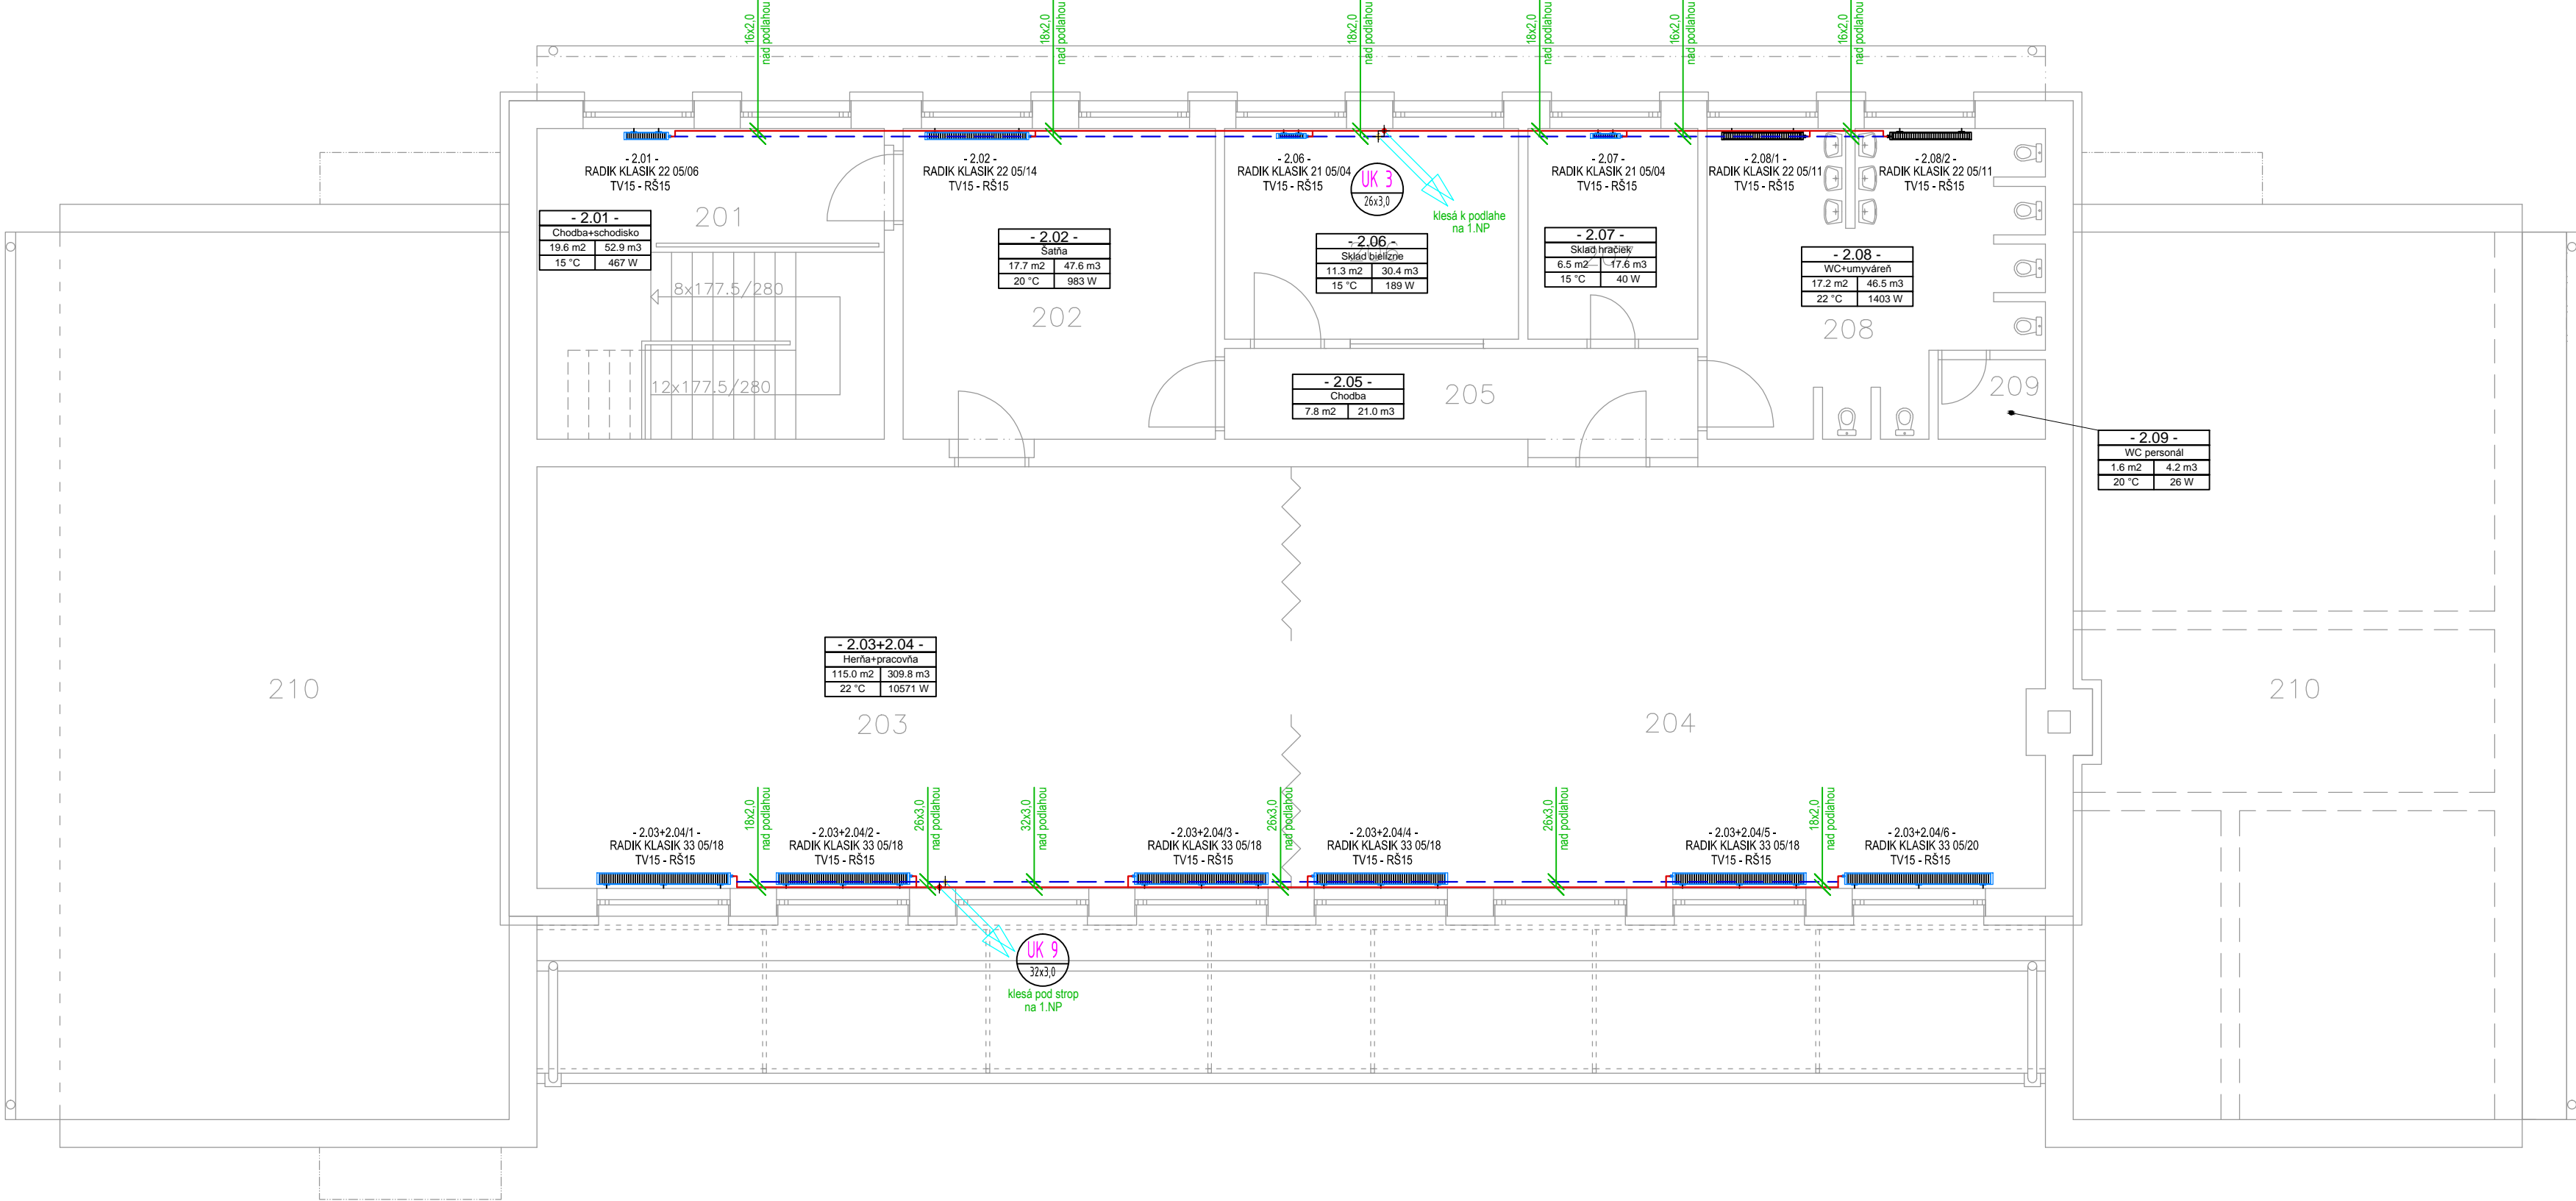 16x2,0
nad podlahou
18x2,0
nad podlahou
18x2,0
nad podlahou
18x2,0
nad podlahou
16x2,0
nad podlahou
16x2,0
nad podlahou
- 2.01 -
RADIK KLASIK 22 05/06
TV15 - RŠ15
- 2.02 -
RADIK KLASIK 22 05/14
TV15 - RŠ15
- 2.06 -
RADIK KLASIK 21 05/04
TV15 - RŠ15
UK 3
26x3,0
klesá k podlahe
na 1.NP
- 2.07 -
RADIK KLASIK 21 05/04
TV15 - RŠ15
- 2.08/1 -
RADIK KLASIK 22 05/11
TV15 - RŠ15
- 2.08/2 -
RADIK KLASIK 22 05/11
TV15 - RŠ15
- 2.01 -
Chodba+schodisko
19.6 m2 52.9 m3
15 °C 467 W
201
8x177.5/280
12x177.5/280
- 2.02 -
Šatňa
17.7 m2 47.6 m3
20 °C 983 W
202
- 2.06 -
Sklad bielizne
11.3 m2 30.4 m3
15 °C 189 W
206
- 2.07 -
Sklad hračiek
6.5 m2 17.6 m3
15 °C 40 W
207
- 2.08 -
WC+umyváreň
17.2 m2 46.5 m3
22 °C 1403 W
208
- 2.05 -
Chodba
7.8 m2 21.0 m3
205
209
- 2.09 -
WC personál
1.6 m2 4.2 m3
20 °C 26 W
- 2.03+2.04 -
Herňa+pracovňa
115.0 m2 309.8 m3
22 °C 10571 W
210
203
204
210
18x2,0
nad podlahou
26x3,0
nad podlahou
32x3,0
nad podlahou
26x3,0
nad podlahou
26x3,0
nad podlahou
18x2,0
nad podlahou
- 2.03+2.04/1 -
RADIK KLASIK 33 05/18
TV15 - RŠ15
- 2.03+2.04/2 -
RADIK KLASIK 33 05/18
TV15 - RŠ15
- 2.03+2.04/3 -
RADIK KLASIK 33 05/18
TV15 - RŠ15
- 2.03+2.04/4 -
RADIK KLASIK 33 05/18
TV15 - RŠ15
- 2.03+2.04/5 -
RADIK KLASIK 33 05/18
TV15 - RŠ15
- 2.03+2.04/6 -
RADIK KLASIK 33 05/20
TV15 - RŠ15
UK 9
32x3,0
klesá pod strop
na 1.NP